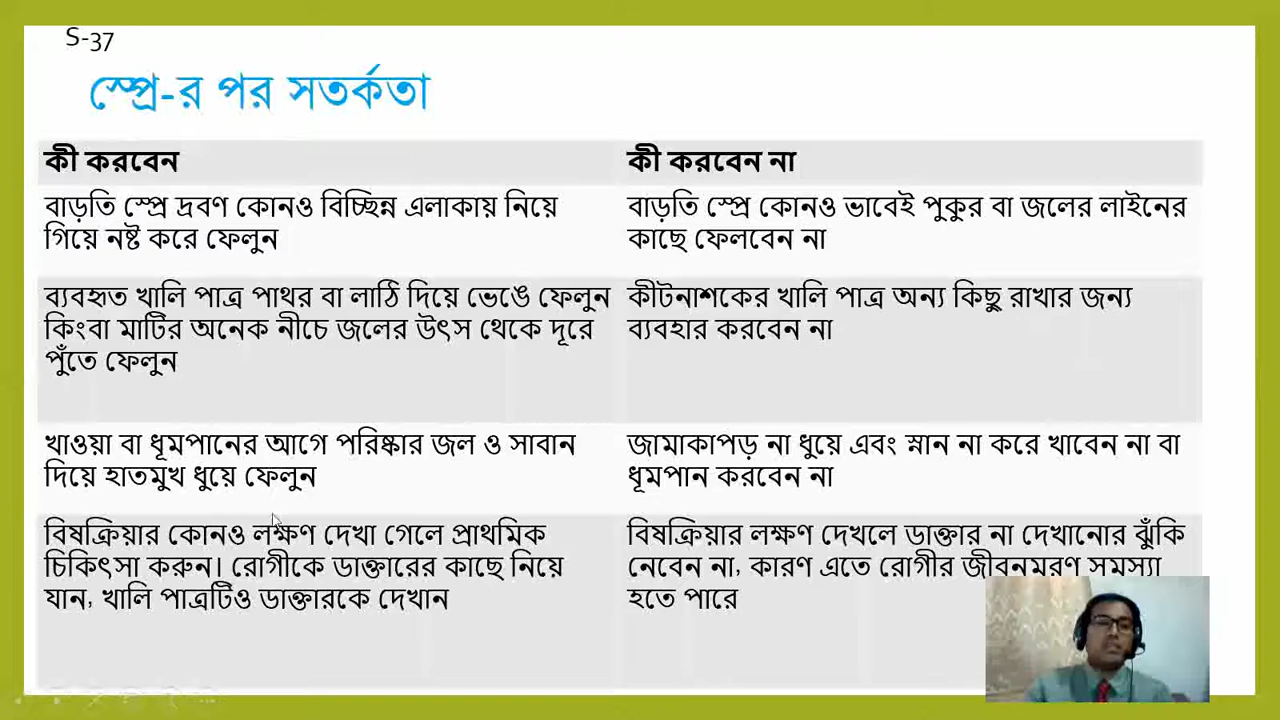 S-37
স্প্রে-র পর সতর্কতা
কী করবেন
কী করবেন না
বাড়তি স্প্রে দ্রবণ কোনও বিচ্ছিন্ন এলাকায় নিয়ে
গিয়ে নষ্ট করে ফেলুন
বাড়তি স্প্রে কোনও ভাবেই পুকুর বা জলের লাইনের
কাছে ফেলবেন না
ব্যবহৃত খালি পাত্র পাথর বা লাঠি দিয়ে ভেঙে ফেলুন
কিংবা মাটির অনেক নীচে জলের উৎস থেকে দূরে
পুঁতে ফেলুন
কীটনাশকের খালি পাত্র অন্য কিছু রাখার জন্য
ব্যবহার করবেন না
খাওয়া বা ধূমপানের আগে পরিষ্কার জল ও সাবান
দিয়ে হাতমুখ ধুয়ে ফেলুন
জামাকাপড় না ধুয়ে এবং স্নান না করে খাবেন না বা
ধূমপান করবেন না
বিষক্রিয়ার কোনও লক্ষণ দেখা গেলে প্রাথমিক
চিকিৎসা করুন। রোগীকে ডাক্তারের কাছে নিয়ে
যান, খালি পাত্রটিও ডাক্তারকে দেখান
বিষক্রিয়ার লক্ষণ দেখলে ডাক্তার না দেখানোর ঝুঁকি
নেবেন না, কারণ এতে রোগীর জীবনমরণ সমস্যা
হতে পারে